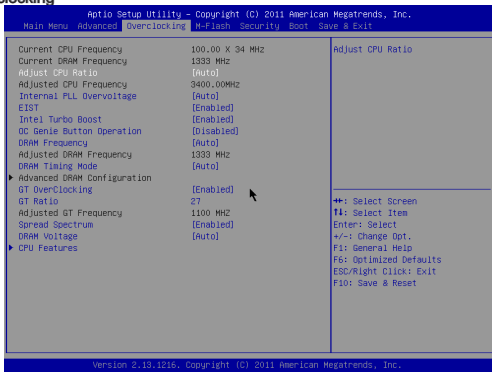 clocking
Aptio Setup Utility – Copyright (C) 2011 American Megatrends, Inc.
Main Menu Advanced Overclocking M-Flash Security Boot Save & Exit
Current CPU Frequency 100.00 X 34 MHz Adjust CPU Ratio
Current DRAM Frequency 1333 MHz
Adjust CPU Ratio [Auto]
Adjusted CPU Frequency 3400.00MHz
Internal PLL Overvoltage [Auto]
EIST [Enabled]
Intel Turbo Boost [Enabled]
OC Genie Button Operation [Disabled]
DRAM Frequency [Auto]
Adjusted DRAM Frequency 1333 MHz
DRAM Timing Mode [Auto]
Advanced DRAM Configuration
GT OverClocking [Enabled]
GT Ratio 27
Adjusted GT Frequency 1100 MHZ
Spread Spectrum [Enabled]
DRAM Voltage [Auto]
CPU Features
→←: Select Screen
↑↓: Select Item
Enter: Select
+/-: Change Opt.
F1: General Help
F6: Optimized Defaults
ESC/Right Click: Exit
F10: Save & Reset
Version 2.13.1216. Copyright (C) 2011 American Megatrends, Inc.